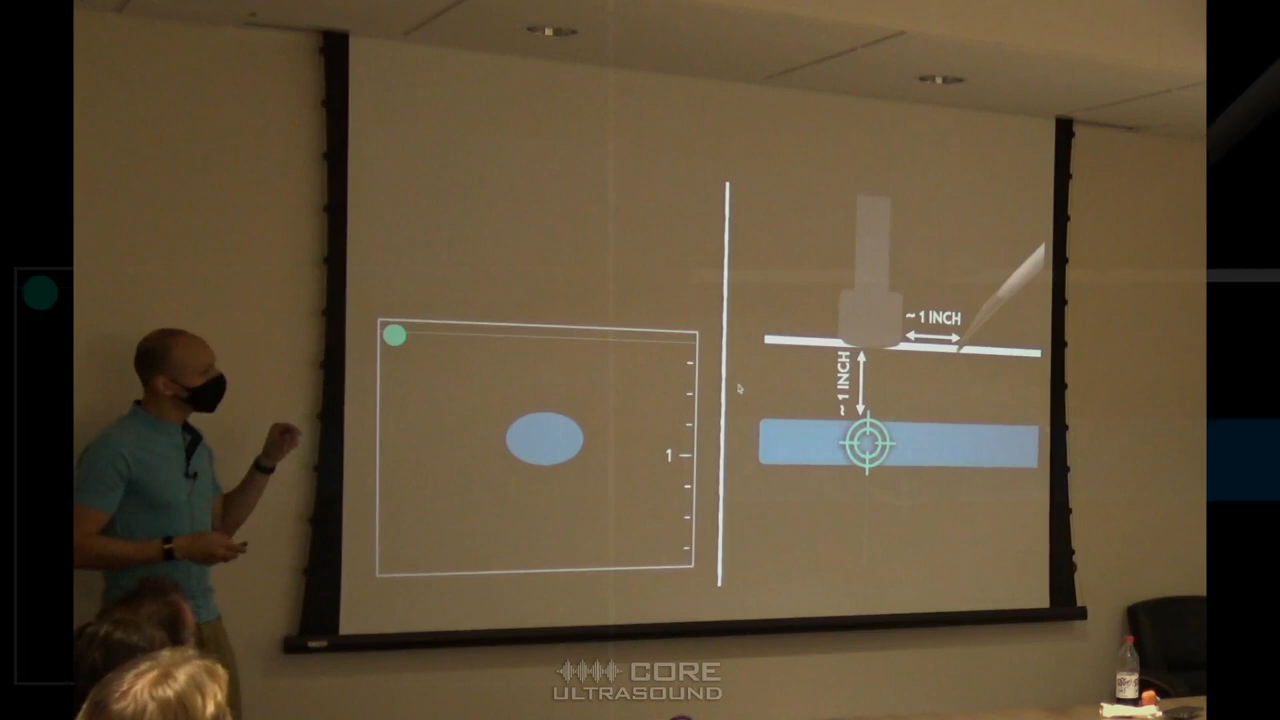 ~ 1 INCH
~ 1 INCH
1
CORE
ULTRASOUND